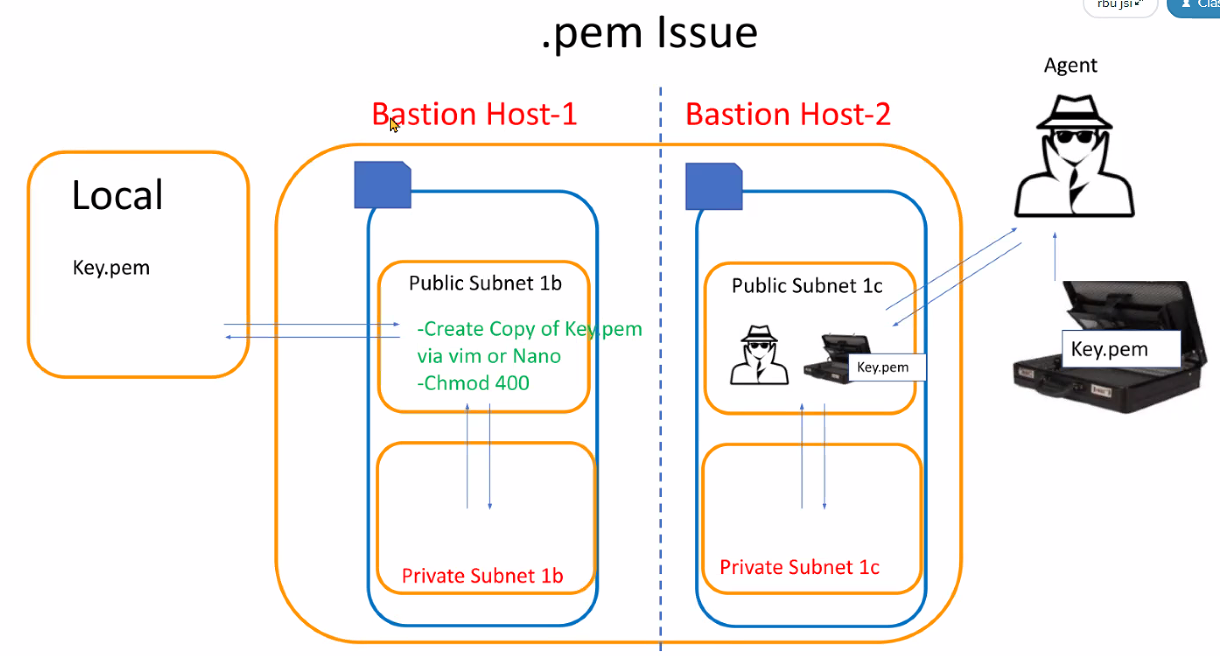 .pem Issue
Agent
Bastion Host-1
Bastion Host-2
Local
Key.pem
Public Subnet 1b
-Create Copy of Key.pem
via vim or Nano
-Chmod 400
Private Subnet 1b
Public Subnet 1c
Key.pem
Private Subnet 1c
Key.pem